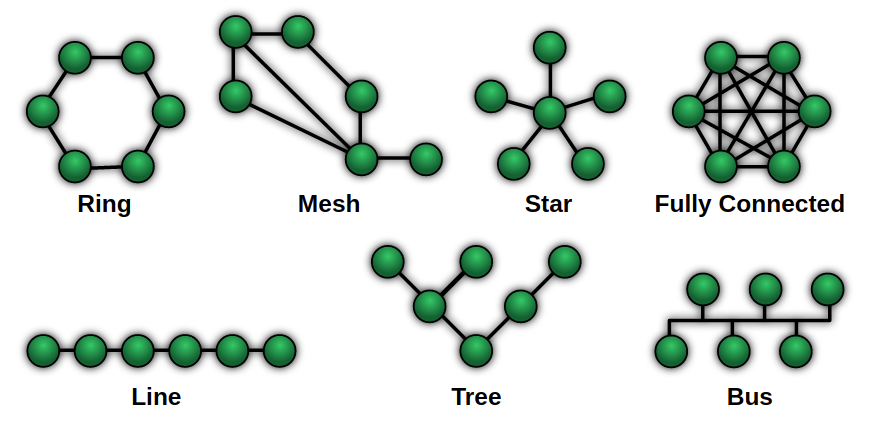 Ring
Mesh
Star
Fully Connected
Line
Tree
Bus